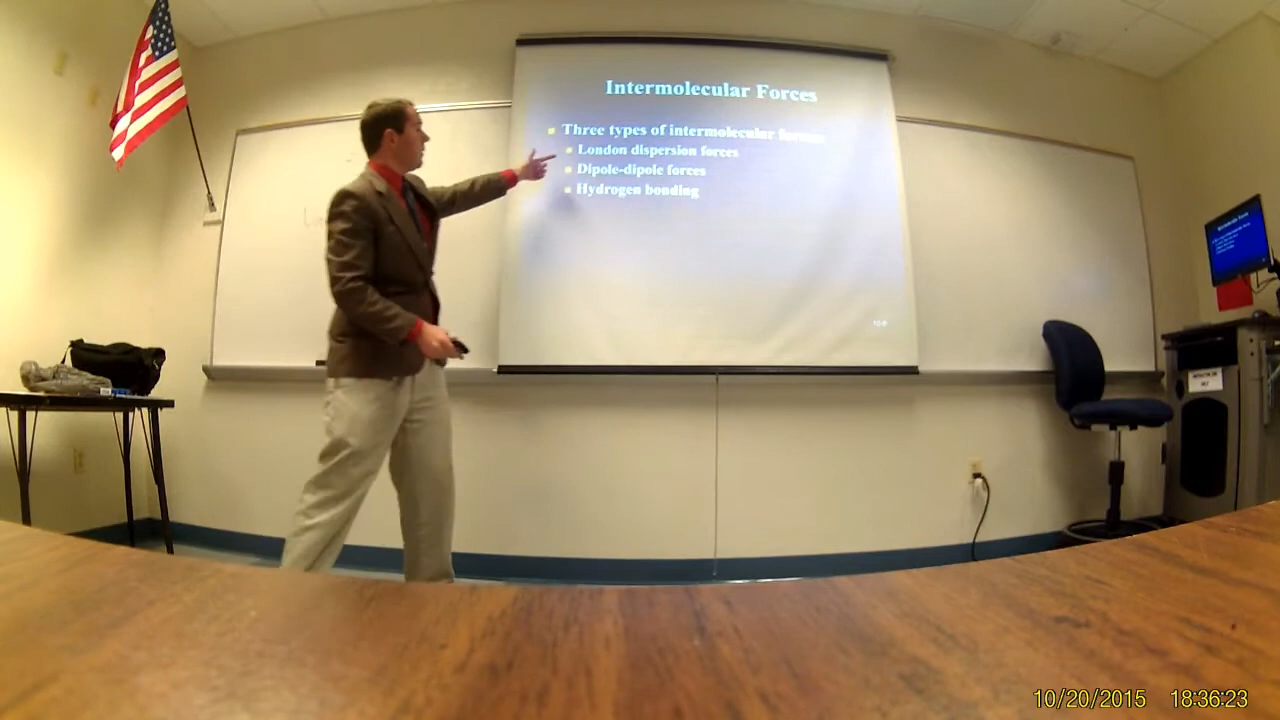 Intermolecular Forces
Three types of intermolecular forces
London dispersion forces
Dipole-dipole forces
Hydrogen bonding
10/20/2015 18:36:23